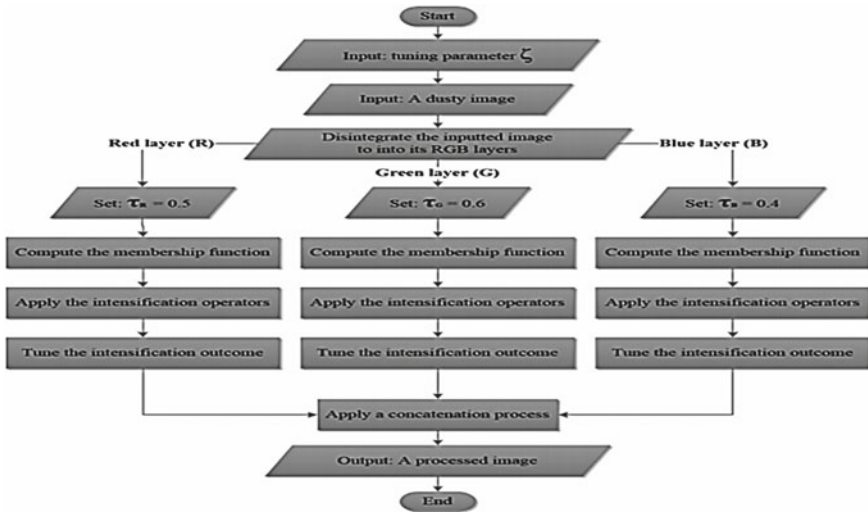 Start
Input: tuning parameter ζ
Input: A dusty image
Disintegrate the inputted image
to into its RGB layers
Red layer (R)
Blue layer (B)
Green layer (G)
Set: τR = 0.5
Set: τG = 0.6
Set: τB = 0.4
Compute the membership function
Compute the membership function
Compute the membership function
Apply the intensification operators
Apply the intensification operators
Apply the intensification operators
Tune the intensification outcome
Tune the intensification outcome
Tune the intensification outcome
Apply a concatenation process
Output: A processed image
End